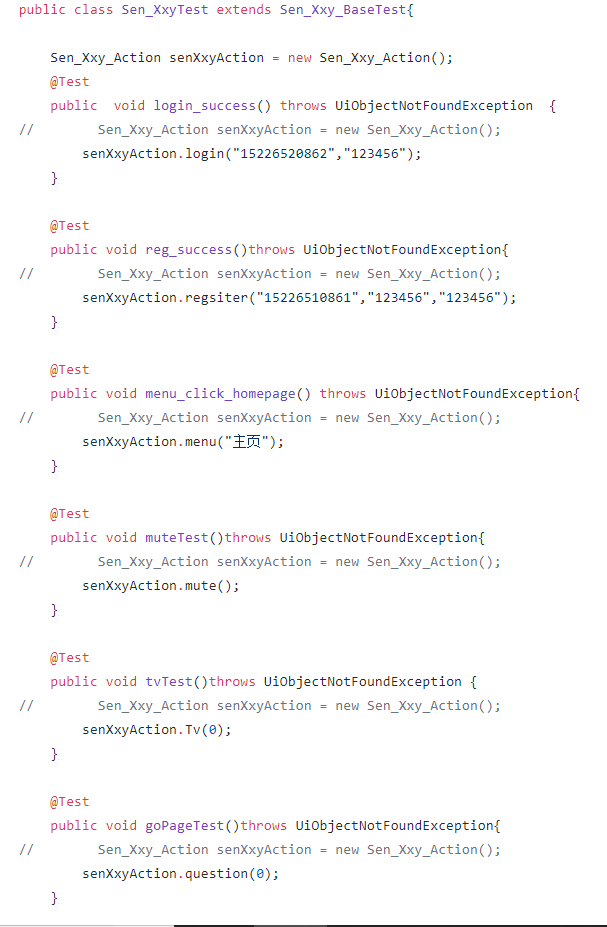 public class Sen_XxyTest extends Sen_Xxy_BaseTest{
Sen_Xxy_Action senXxyAction = new Sen_Xxy_Action();
@Test
public  void login_success() throws UiObjectNotFoundException  {
//        Sen_Xxy_Action senXxyAction = new Sen_Xxy_Action();
senXxyAction.login("15226520862","123456");
}
@Test
public void reg_success()throws UiObjectNotFoundException{
//        Sen_Xxy_Action senXxyAction = new Sen_Xxy_Action();
senXxyAction.regsiter("15226510861","123456","123456");
}
@Test
public void menu_click_homepage() throws UiObjectNotFoundException{
//        Sen_Xxy_Action senXxyAction = new Sen_Xxy_Action();
senXxyAction.menu("主页");
}
@Test
public void muteTest()throws UiObjectNotFoundException{
//        Sen_Xxy_Action senXxyAction = new Sen_Xxy_Action();
senXxyAction.mute();
}
@Test
public void tvTest()throws UiObjectNotFoundException {
//        Sen_Xxy_Action senXxyAction = new Sen_Xxy_Action();
senXxyAction.Tv(0);
}
@Test
public void goPageTest()throws UiObjectNotFoundException{
//        Sen_Xxy_Action senXxyAction = new Sen_Xxy_Action();
senXxyAction.question(0);
}